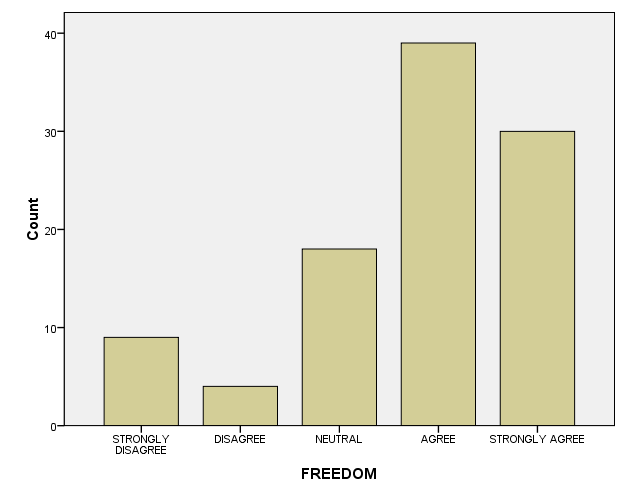 40
30
20
10
0
Count
STRONGLY
DISAGREE
DISAGREE
NEUTRAL
AGREE
STRONGLY AGREE
FREEDOM